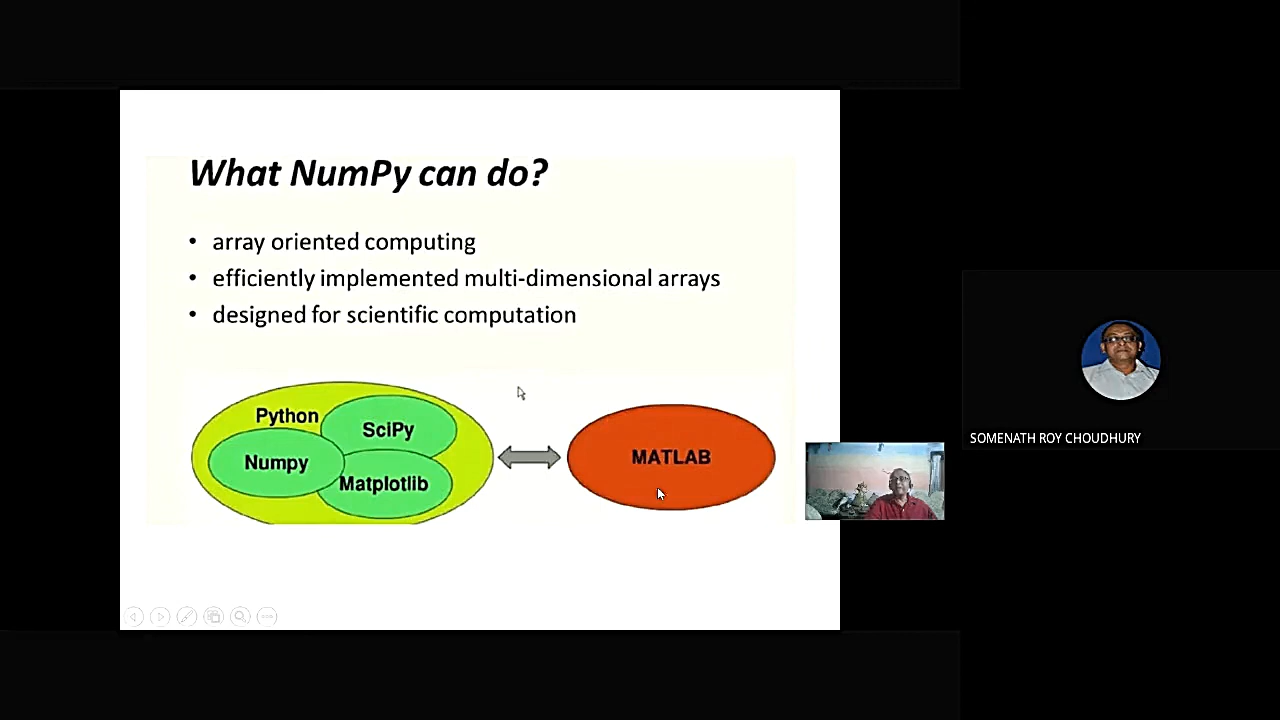 What NumPy can do?
• array oriented computing
• efficiently implemented multi-dimensional arrays
• designed for scientific computation
Python
SciPy
Numpy
Matplotlib
MATLAB
SOMENATH ROY CHOUDHURY